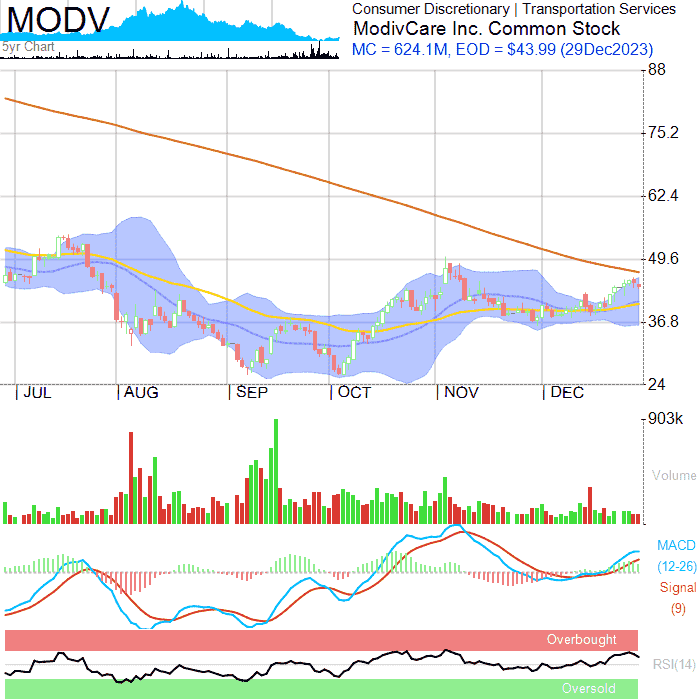 MODV
5yr Chart
Consumer Discretionary | Transportation Services
ModivCare Inc. Common Stock
MC = 624.1M, EOD = $43.99 (29Dec2023)
88
75.2
62.4
49.6
36.8
24
JUL AUG SEP OCT NOV DEC
903k
Volume
MACD
(12-26)
Signal
(9)
Overbought
RSI(14)
Oversold